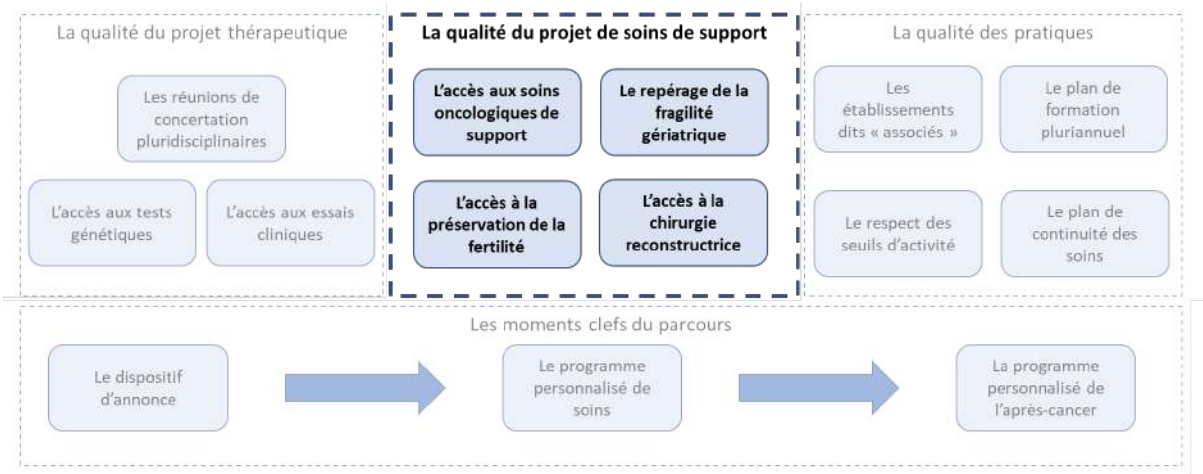 La qualité du projet thérapeutique
Les réunions de
concertation
pluridisciplinaires
L'accès aux tests
génétiques
L'accès aux essais
cliniques
La qualité du projet de soins de support
L'accès aux soins
oncologiques de
support
Le repérage de la
fragilité
gériatrique
L'accès à la
préservation de la
fertilité
L'accès à la
chirurgie
reconstructrice
La qualité des pratiques
Les
établissements
dits « associés »
Le plan de
formation
pluriannuel
Le respect des
seuils d'activité
Le plan de
continuité des
soins
Les moments clefs du parcours
Le dispositif
d'annonce
Le programme
personnalisé de
soins
La programme
personnalisé de
l'après-cancer